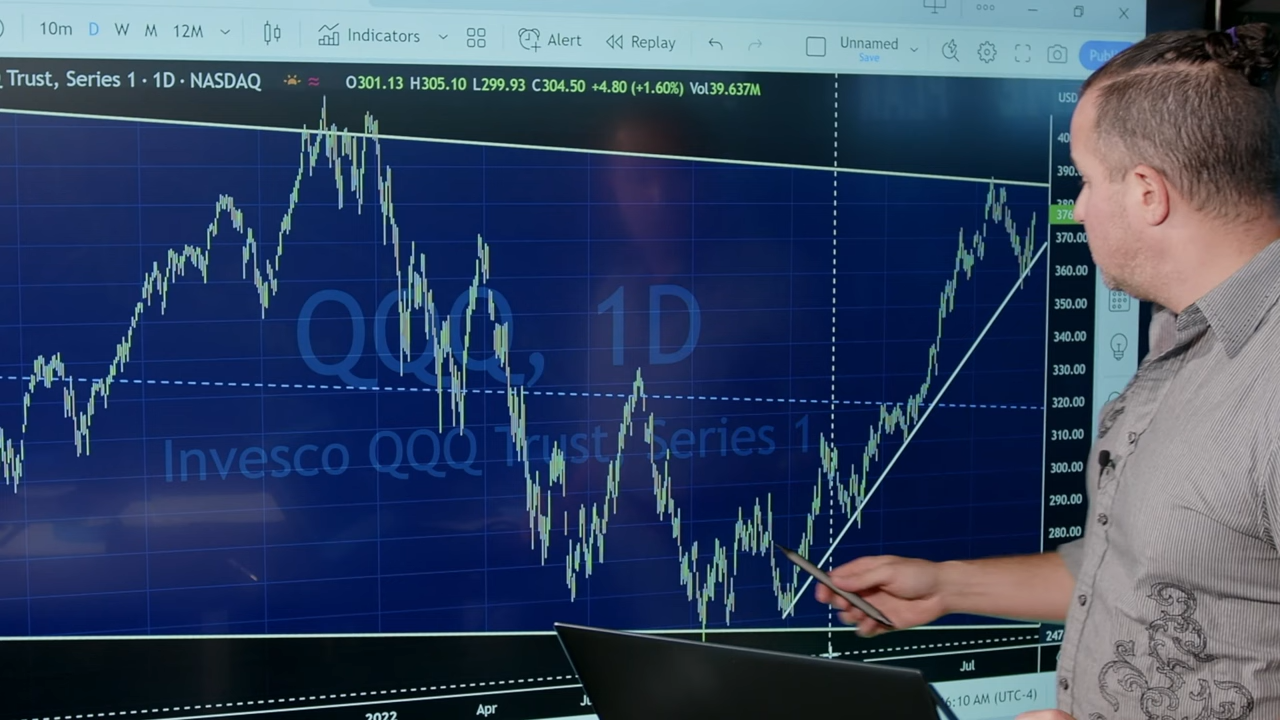 10m D W M 12M Indicators Alert Replay Unnamed
Save
Trust, Series 1 · 1D · NASDAQ O301.13 H305.10 L299.93 C304.50 +4.80 (+1.60%) Vol39.637M
USD
390.
376
370.00
360.00
350.00
340.00
330.00
320.00
310.00
300.00
290.00
280.00
247
QQQ, 1D
Invesco QQQ Trust, Series 1
2022 Apr Jul
6:10 AM (UTC-4)